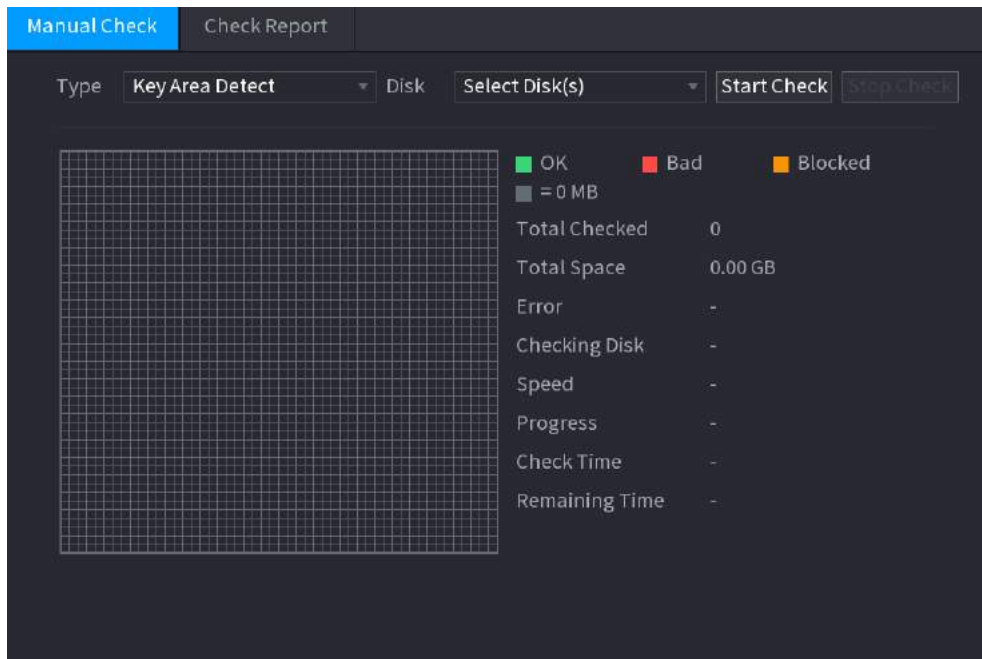 Manual Check Check Report
Type Key Area Detect Disk Select Disk(s) Start Check Stop Check
OK Bad Blocked
= 0 MB
Total Checked 0
Total Space 0.00 GB
Error -
Checking Disk -
Speed -
Progress -
Check Time -
Remaining Time -